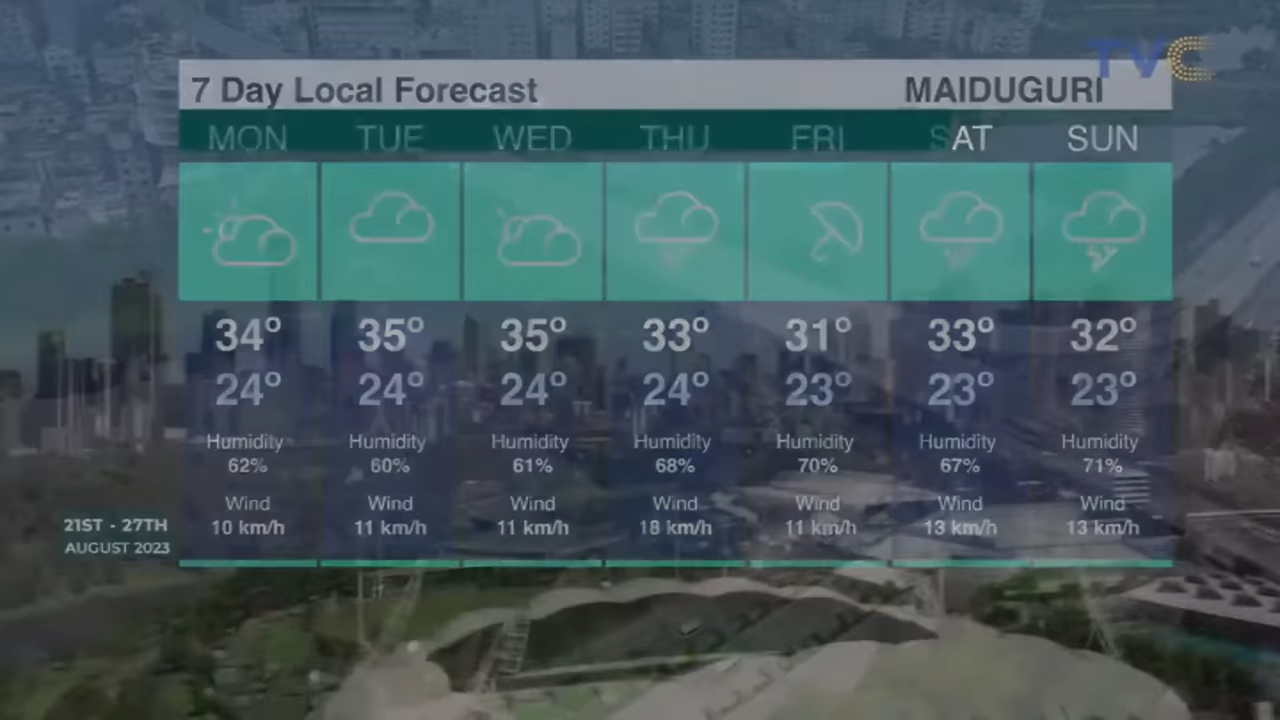 TVC
7 Day Local Forecast MAIDUGURI
MON TUE WED THU FRI SAT SUN
34° 35° 35° 33° 31° 33° 32°
24° 24° 24° 24° 23° 23° 23°
Humidity Humidity Humidity Humidity Humidity Humidity Humidity
62% 60% 61% 68% 70% 67% 71%
Wind Wind Wind Wind Wind Wind Wind
10 km/h 11 km/h 11 km/h 18 km/h 11 km/h 13 km/h 13 km/h
21ST - 27TH
AUGUST 2023